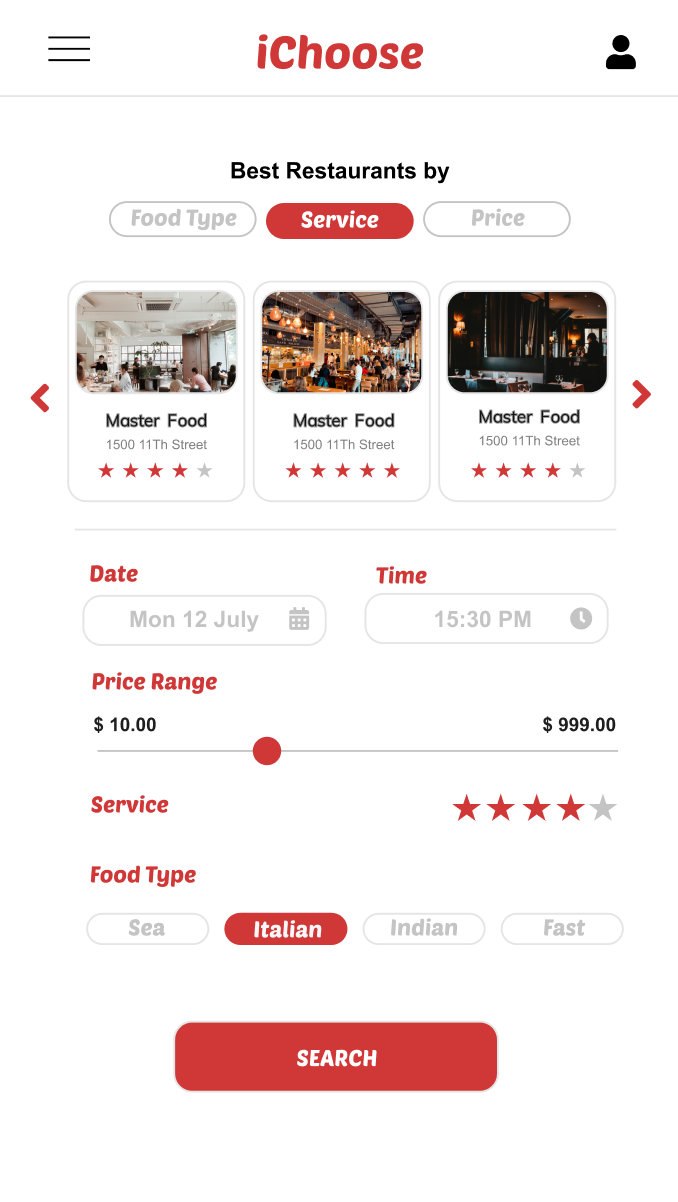 iChoose
Best Restaurants by
Food Type Service Price
Master Food Master Food Master Food
1500 11Th Street 1500 11Th Street 1500 11Th Street
Date Time
Mon 12 July 15:30 PM
Price Range
$ 10.00 $ 999.00
Service
Food Type
Sea Italian Indian Fast
SEARCH